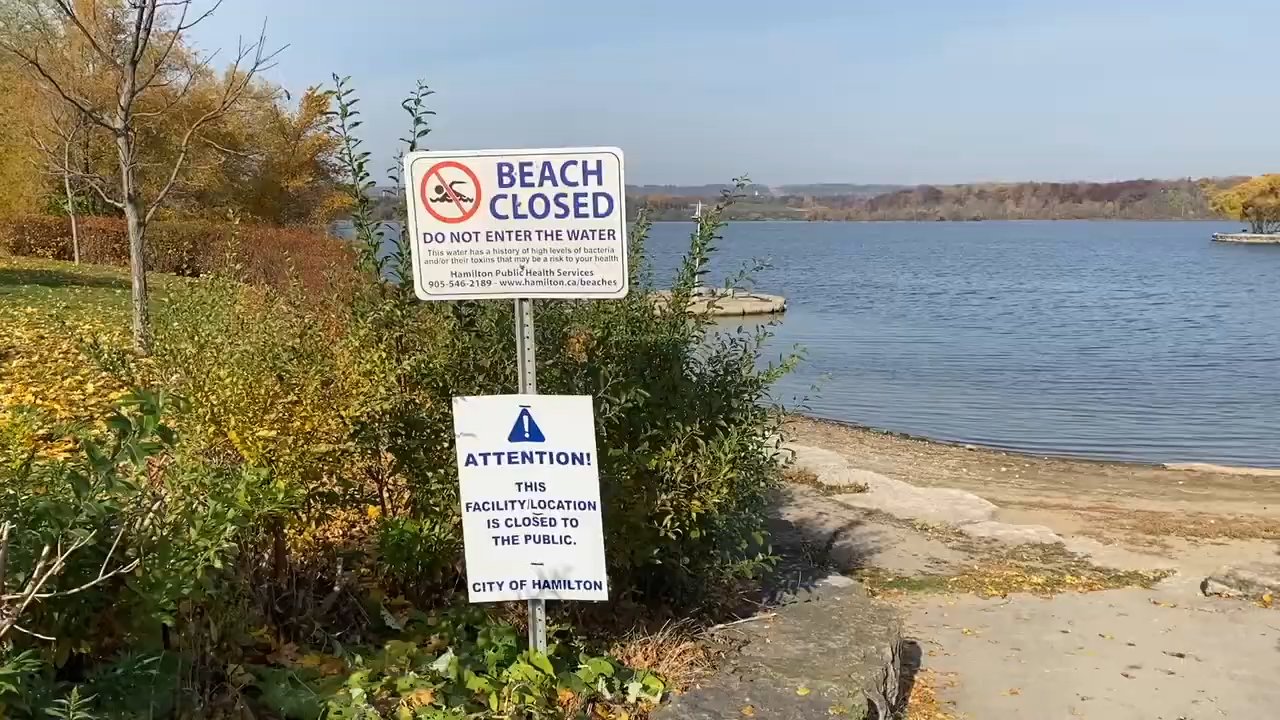 BEACH
CLOSED
DO NOT ENTER THE WATER
This water has a history of high levels of bacteria
and/or their toxins that may be a risk to your health
Hamilton Public Health Services
905-546-2189 - www.hamilton.ca/beaches
ATTENTION!
THIS
FACILITY/LOCATION
IS CLOSED TO
THE PUBLIC.
CITY OF HAMILTON